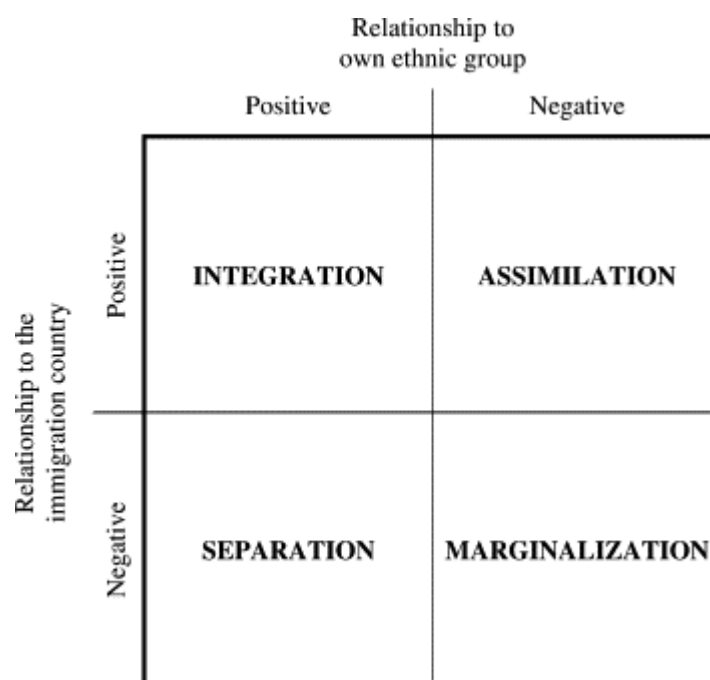 Relationship to
own ethnic group
Positive
Negative
Relationship to the
immigration country
Positive
INTEGRATION
ASSIMILATION
Negative
SEPARATION
MARGINALIZATION